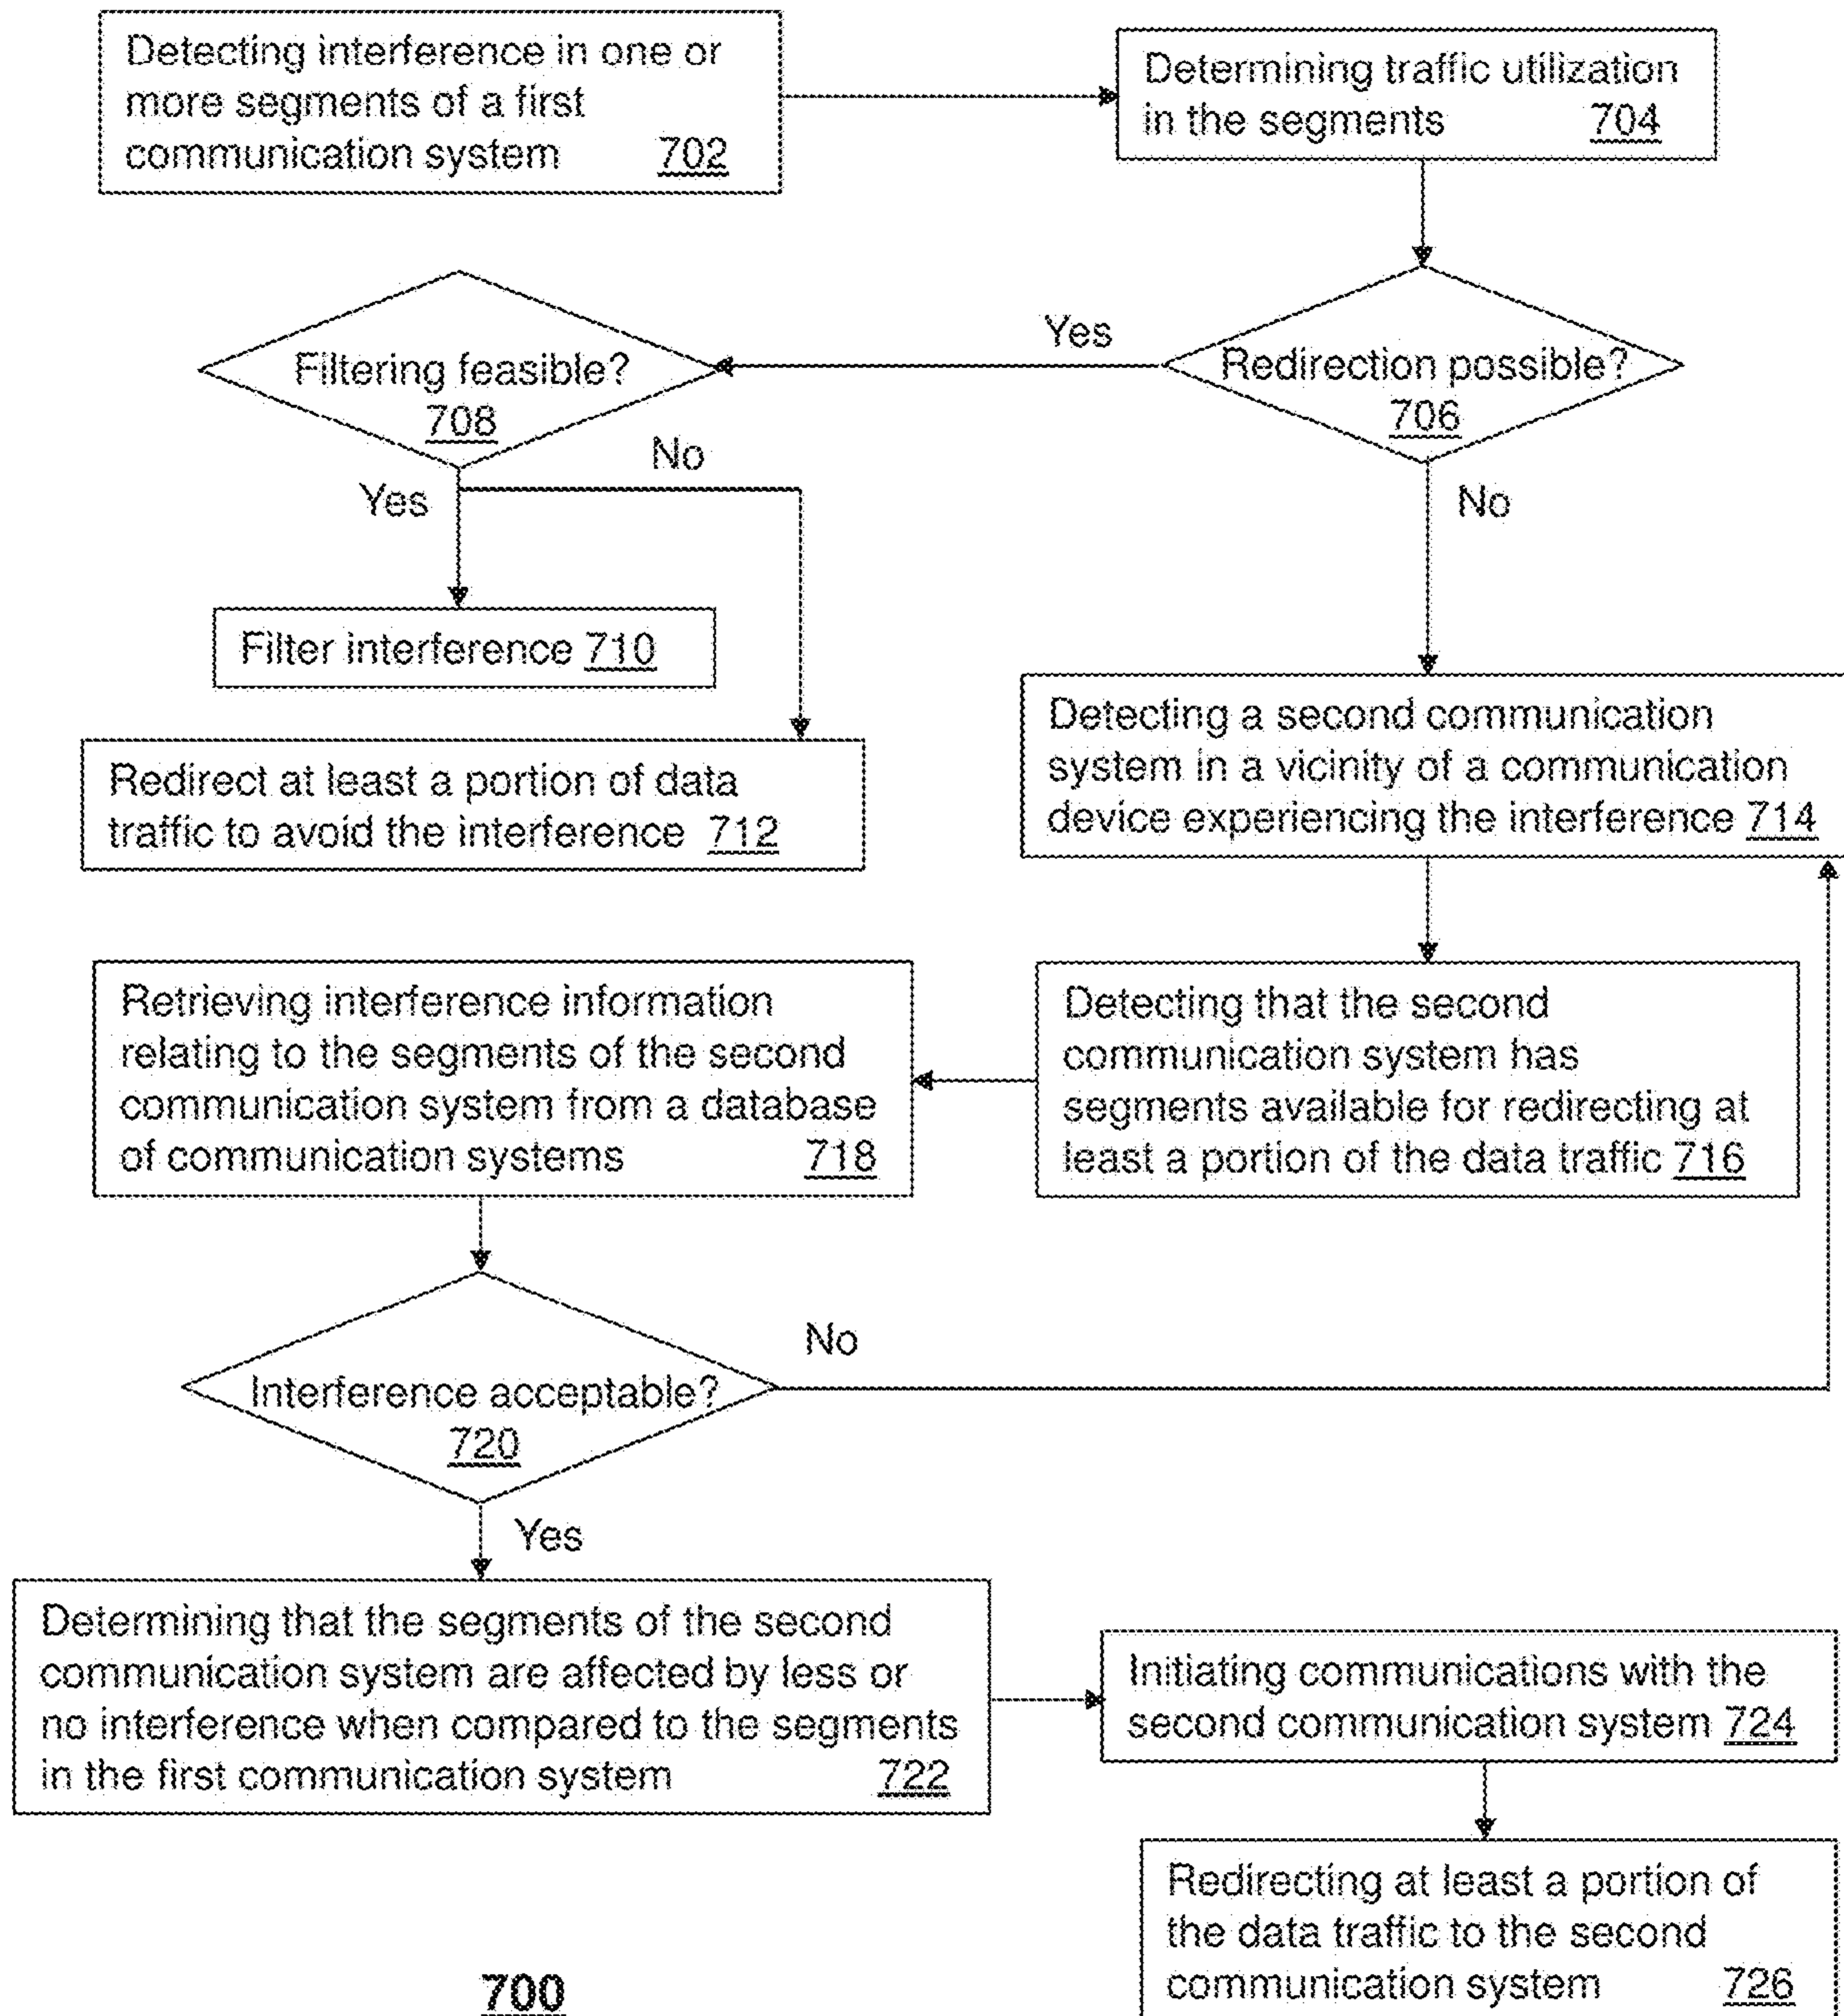 Detecting interference in one or
more segments of a first
communication system 702
Determining traffic utilization
in the segments 704
Redirection possible?
706
Yes
No
Filtering feasible?
708
Yes
No
Filter interference 710
Redirect at least a portion of data
traffic to avoid the interference 712
Detecting a second communication
system in a vicinity of a communication
device experiencing the interference 714
Detecting that the second
communication system has
segments available for redirecting at
least a portion of the data traffic 716
Retrieving interference information
relating to the segments of the second
communication system from a database
of communication systems 718
Interference acceptable?
720
No
Yes
Determining that the segments of the second
communication system are affected by less or
no interference when compared to the segments
in the first communication system 722
Initiating communications with the
second communication system 724
Redirecting at least a portion of
the data traffic to the second
communication system 726
700